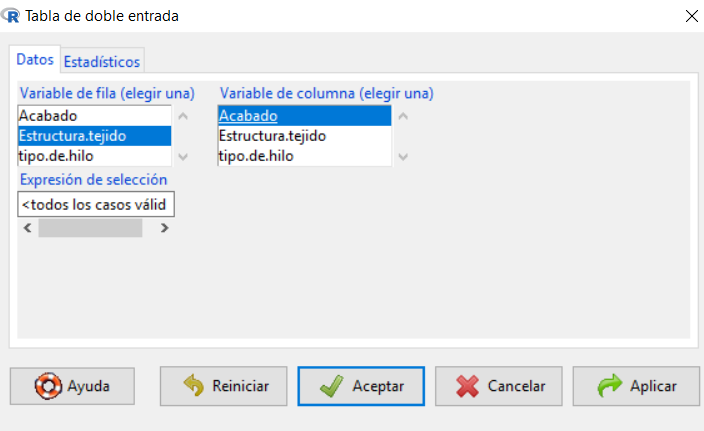 Tabla de doble entrada
Datos Estadísticos
Variable de fila (elegir una) Variable de columna (elegir una)
Acabado Acabado
Estructura.tejido Estructura.tejido
tipo.de.hilo tipo.de.hilo
Expresión de selección
<todos los casos válid
Ayuda Reiniciar Aceptar Cancelar Aplicar